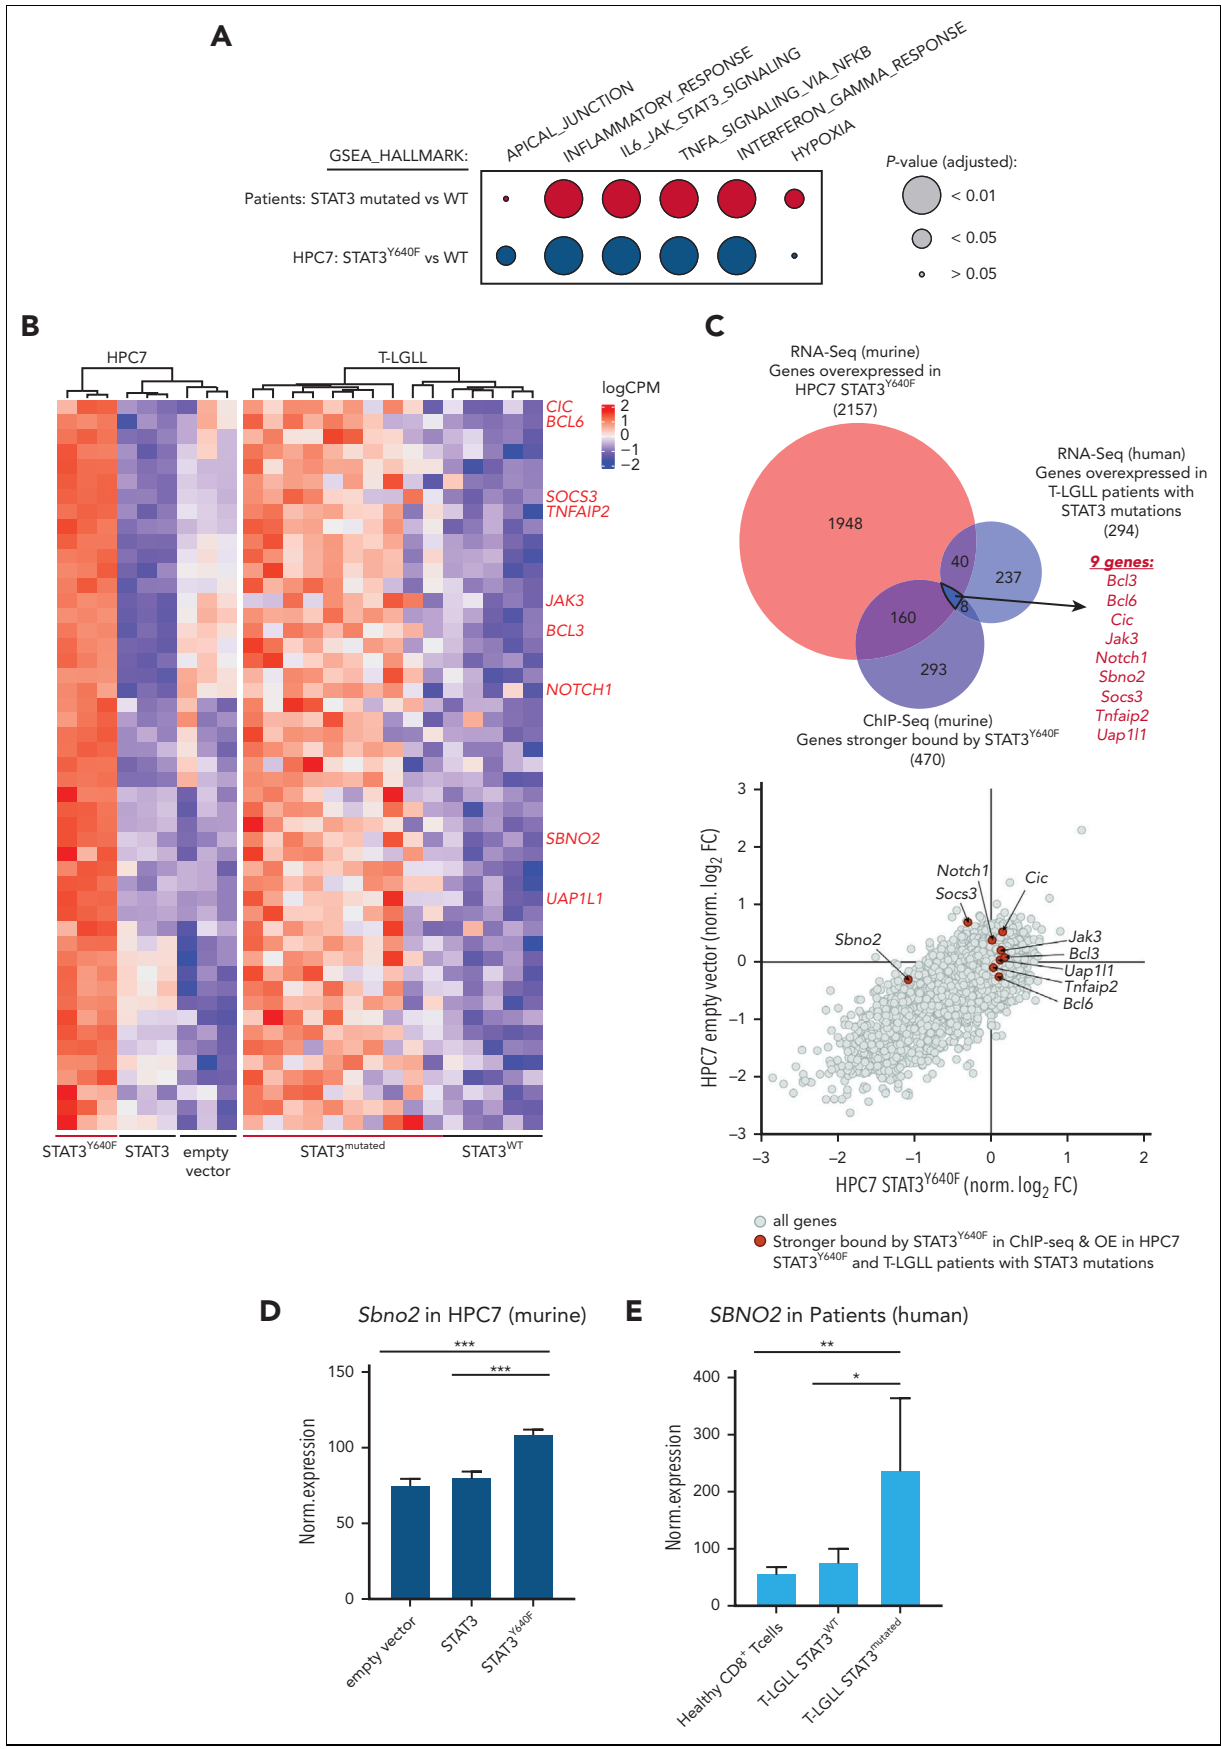 A
APICAL_JUNCTION
INFLAMMATORY_RESPONSE
IL6_JAK_STAT3_SIGNALING
TNFA_SIGNALING_VIA_NFKB
INTERFERON_GAMMA_RESPONSE
HYPOXIA
GSEA_HALLMARK:
Patients: STAT3 mutated vs WT
HPC7: STAT3Y640F vs WT
P-value (adjusted):
< 0.01
< 0.05
> 0.05
B
HPC7
T-LGLL
logCPM
2
1
0
−1
−2
CIC
BCL6
SOCS3
TNFAIP2
JAK3
BCL3
NOTCH1
SBNO2
UAP1L1
STAT3Y640F
STAT3
empty
vector
STAT3mutated
STAT3WT
C
RNA-Seq (murine)
Genes overexpressed in
HPC7 STAT3Y640F
(2157)
RNA-Seq (human)
Genes overexpressed in
T-LGLL patients with
STAT3 mutations
(294)
1948
40
237
8
160
293
9 genes:
Bcl3
Bcl6
Cic
Jak3
Notch1
Sbno2
Socs3
Tnfaip2
Uap1l1
ChIP-Seq (murine)
Genes stronger bound by STAT3Y640F
(470)
HPC7 empty vector (norm. log2 FC)
3
2
1
0
−1
−2
−3
Notch1
Socs3
Cic
Sbno2
Jak3
Bcl3
Uap1l1
Tnfaip2
Bcl6
−3 −2 −1 0 1 2
HPC7 STAT3Y640F (norm. log2 FC)
all genes
Stronger bound by STAT3Y640F in ChIP-seq & OE in HPC7
STAT3Y640F and T-LGLL patients with STAT3 mutations
D
Sbno2 in HPC7 (murine)
***
***
Norm.expression
150
100
50
0
empty vector
STAT3
STAT3Y640F
E
SBNO2 in Patients (human)
**
*
Norm.expression
400
300
200
100
0
Healthy CD8+ Tcells
T-LGLL STAT3WT
T-LGLL STAT3mutated